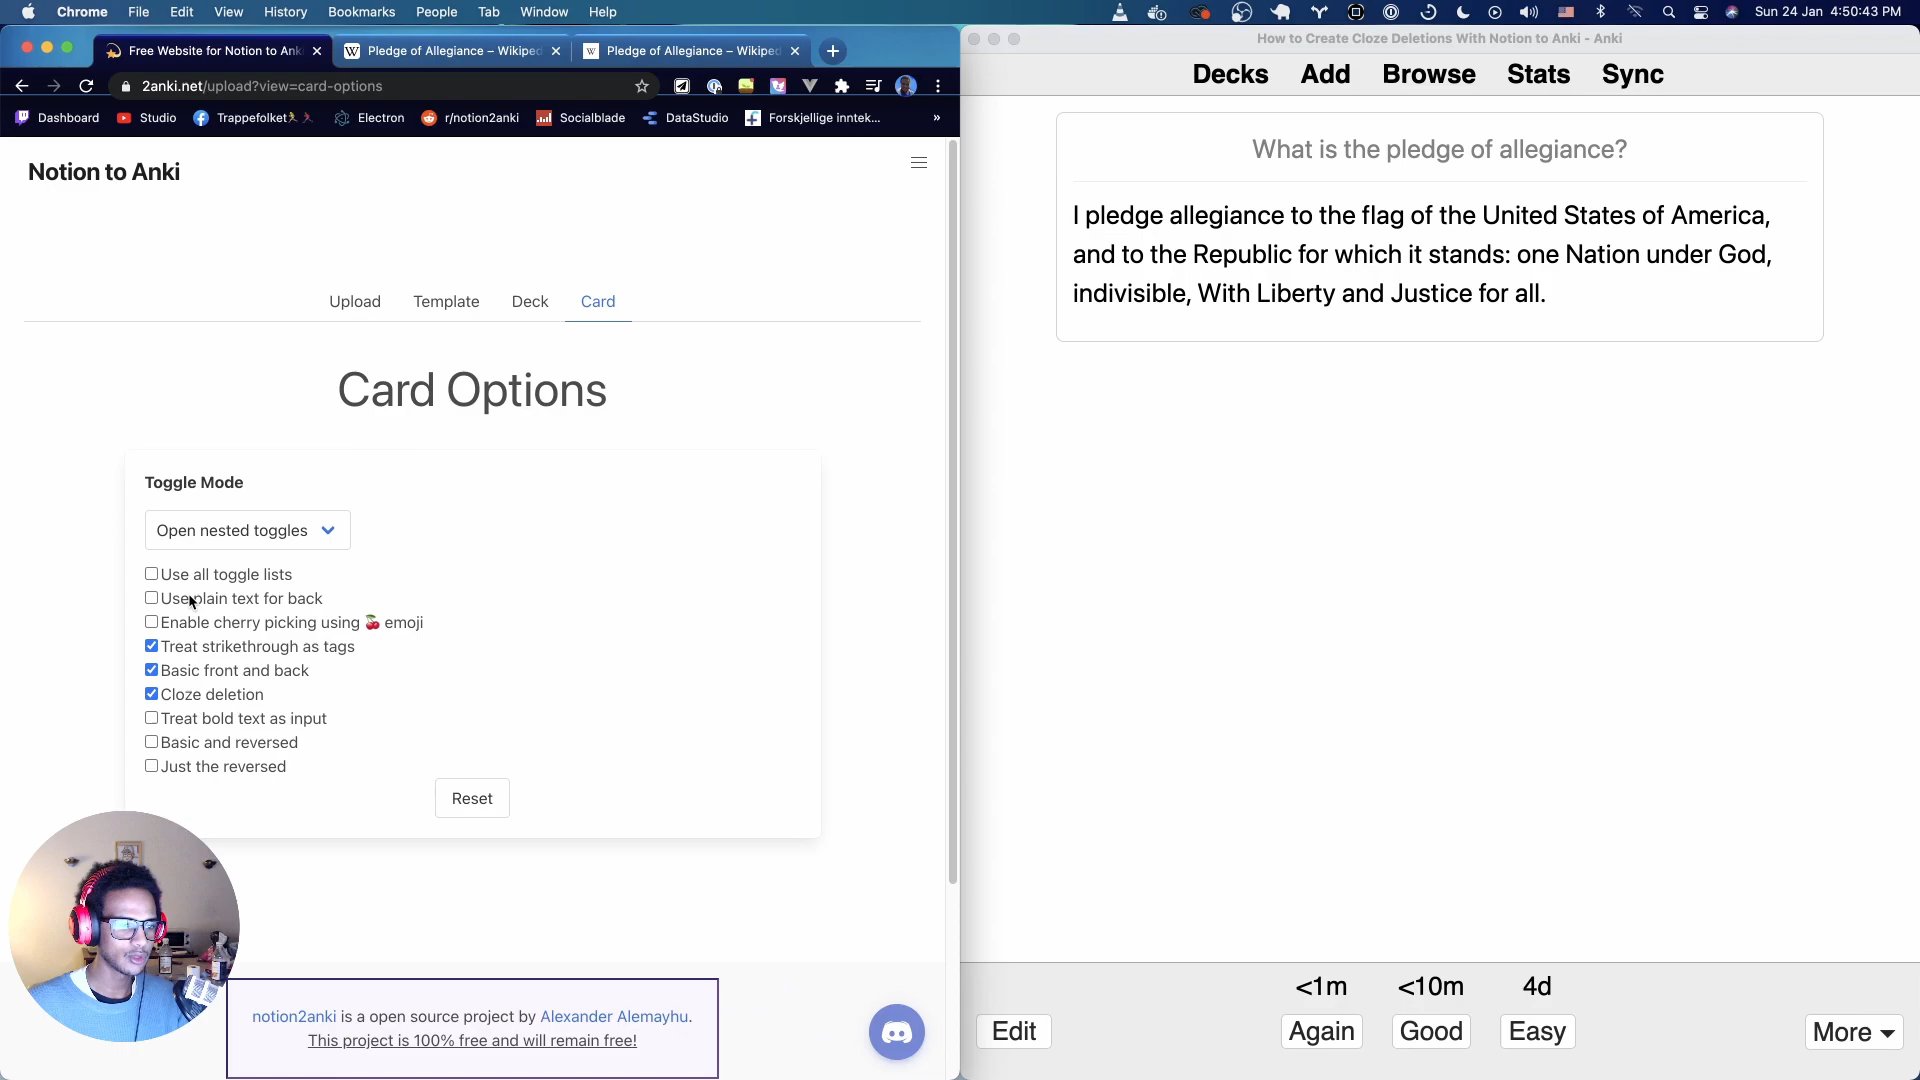 Chrome File Edit View History Bookmarks People Tab Window Help
Sun 24 Jan 4:50:43 PM
Free Website for Notion to Anki
Pledge of Allegiance – Wikiped
Pledge of Allegiance – Wikiped
2anki.net/upload?view=card-options
Dashboard Studio Trappefolket Electron r/notion2anki Socialblade DataStudio Forskjellige inntek... »
Notion to Anki
Upload Template Deck Card
Card Options
Toggle Mode
Open nested toggles
Use all toggle lists
Use plain text for back
Enable cherry picking using 🍒 emoji
Treat strikethrough as tags
Basic front and back
Cloze deletion
Treat bold text as input
Basic and reversed
Just the reversed
Reset
notion2anki is a open source project by Alexander Alemayhu.
This project is 100% free and will remain free!
How to Create Cloze Deletions With Notion to Anki - Anki
Decks Add Browse Stats Sync
What is the pledge of allegiance?
I pledge allegiance to the flag of the United States of America,
and to the Republic for which it stands: one Nation under God,
indivisible, With Liberty and Justice for all.
<1m <10m 4d
Edit Again Good Easy More